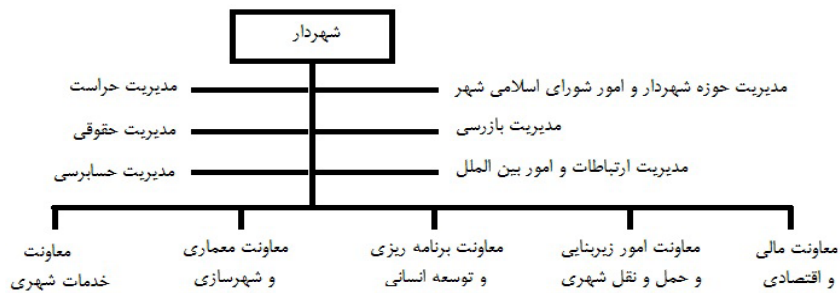 شهردار
مدیریت حوزه شهردار و امور شورای اسلامی شهر
مدیریت حراست
مدیریت بازرسی
مدیریت حقوقی
مدیریت ارتباطات و امور بین الملل
مدیریت حسابرسی
معاونت مالی
و اقتصادی
معاونت امور زیربنایی
و حمل و نقل شهری
معاونت برنامه ریزی
و توسعه انسانی
معاونت معماری
و شهرسازی
معاونت
خدمات شهری